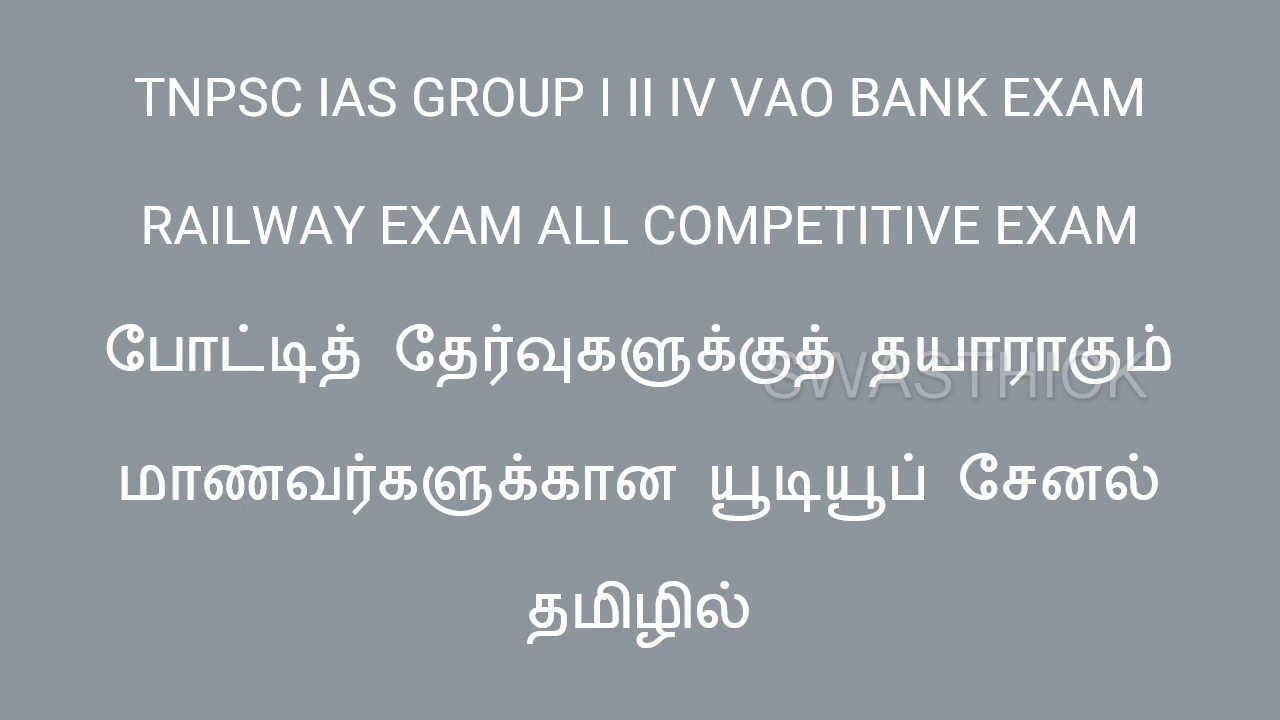 TNPSC IAS GROUP I II IV VAO BANK EXAM
RAILWAY EXAM ALL COMPETITIVE EXAM
போட்டித் தேர்வுகளுக்குத் தயாராகும்
SWASTHICK
மாணவர்களுக்கான யூடியூப் சேனல்
தமிழில்